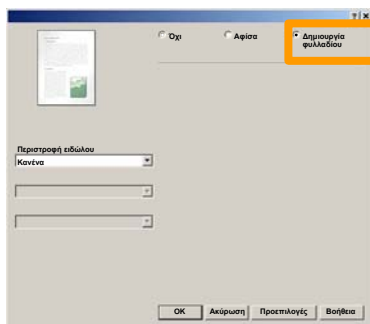 Όχι
Αφίσα
Δημιουργία
φυλλαδίου
Περιστροφή ειδώλου
Κανένα
OK
Ακύρωση
Προεπιλογές
Βοήθεια